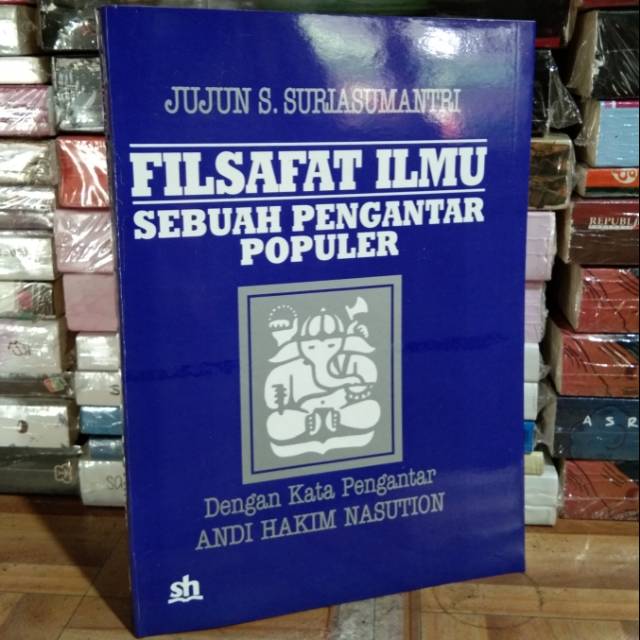 JUJUN S. SURIASUMANTRI
FILSAFAT ILMU
SEBUAH PENGANTAR
POPULER
Dengan Kata Pengantar
ANDI HAKIM NASUTION
sh